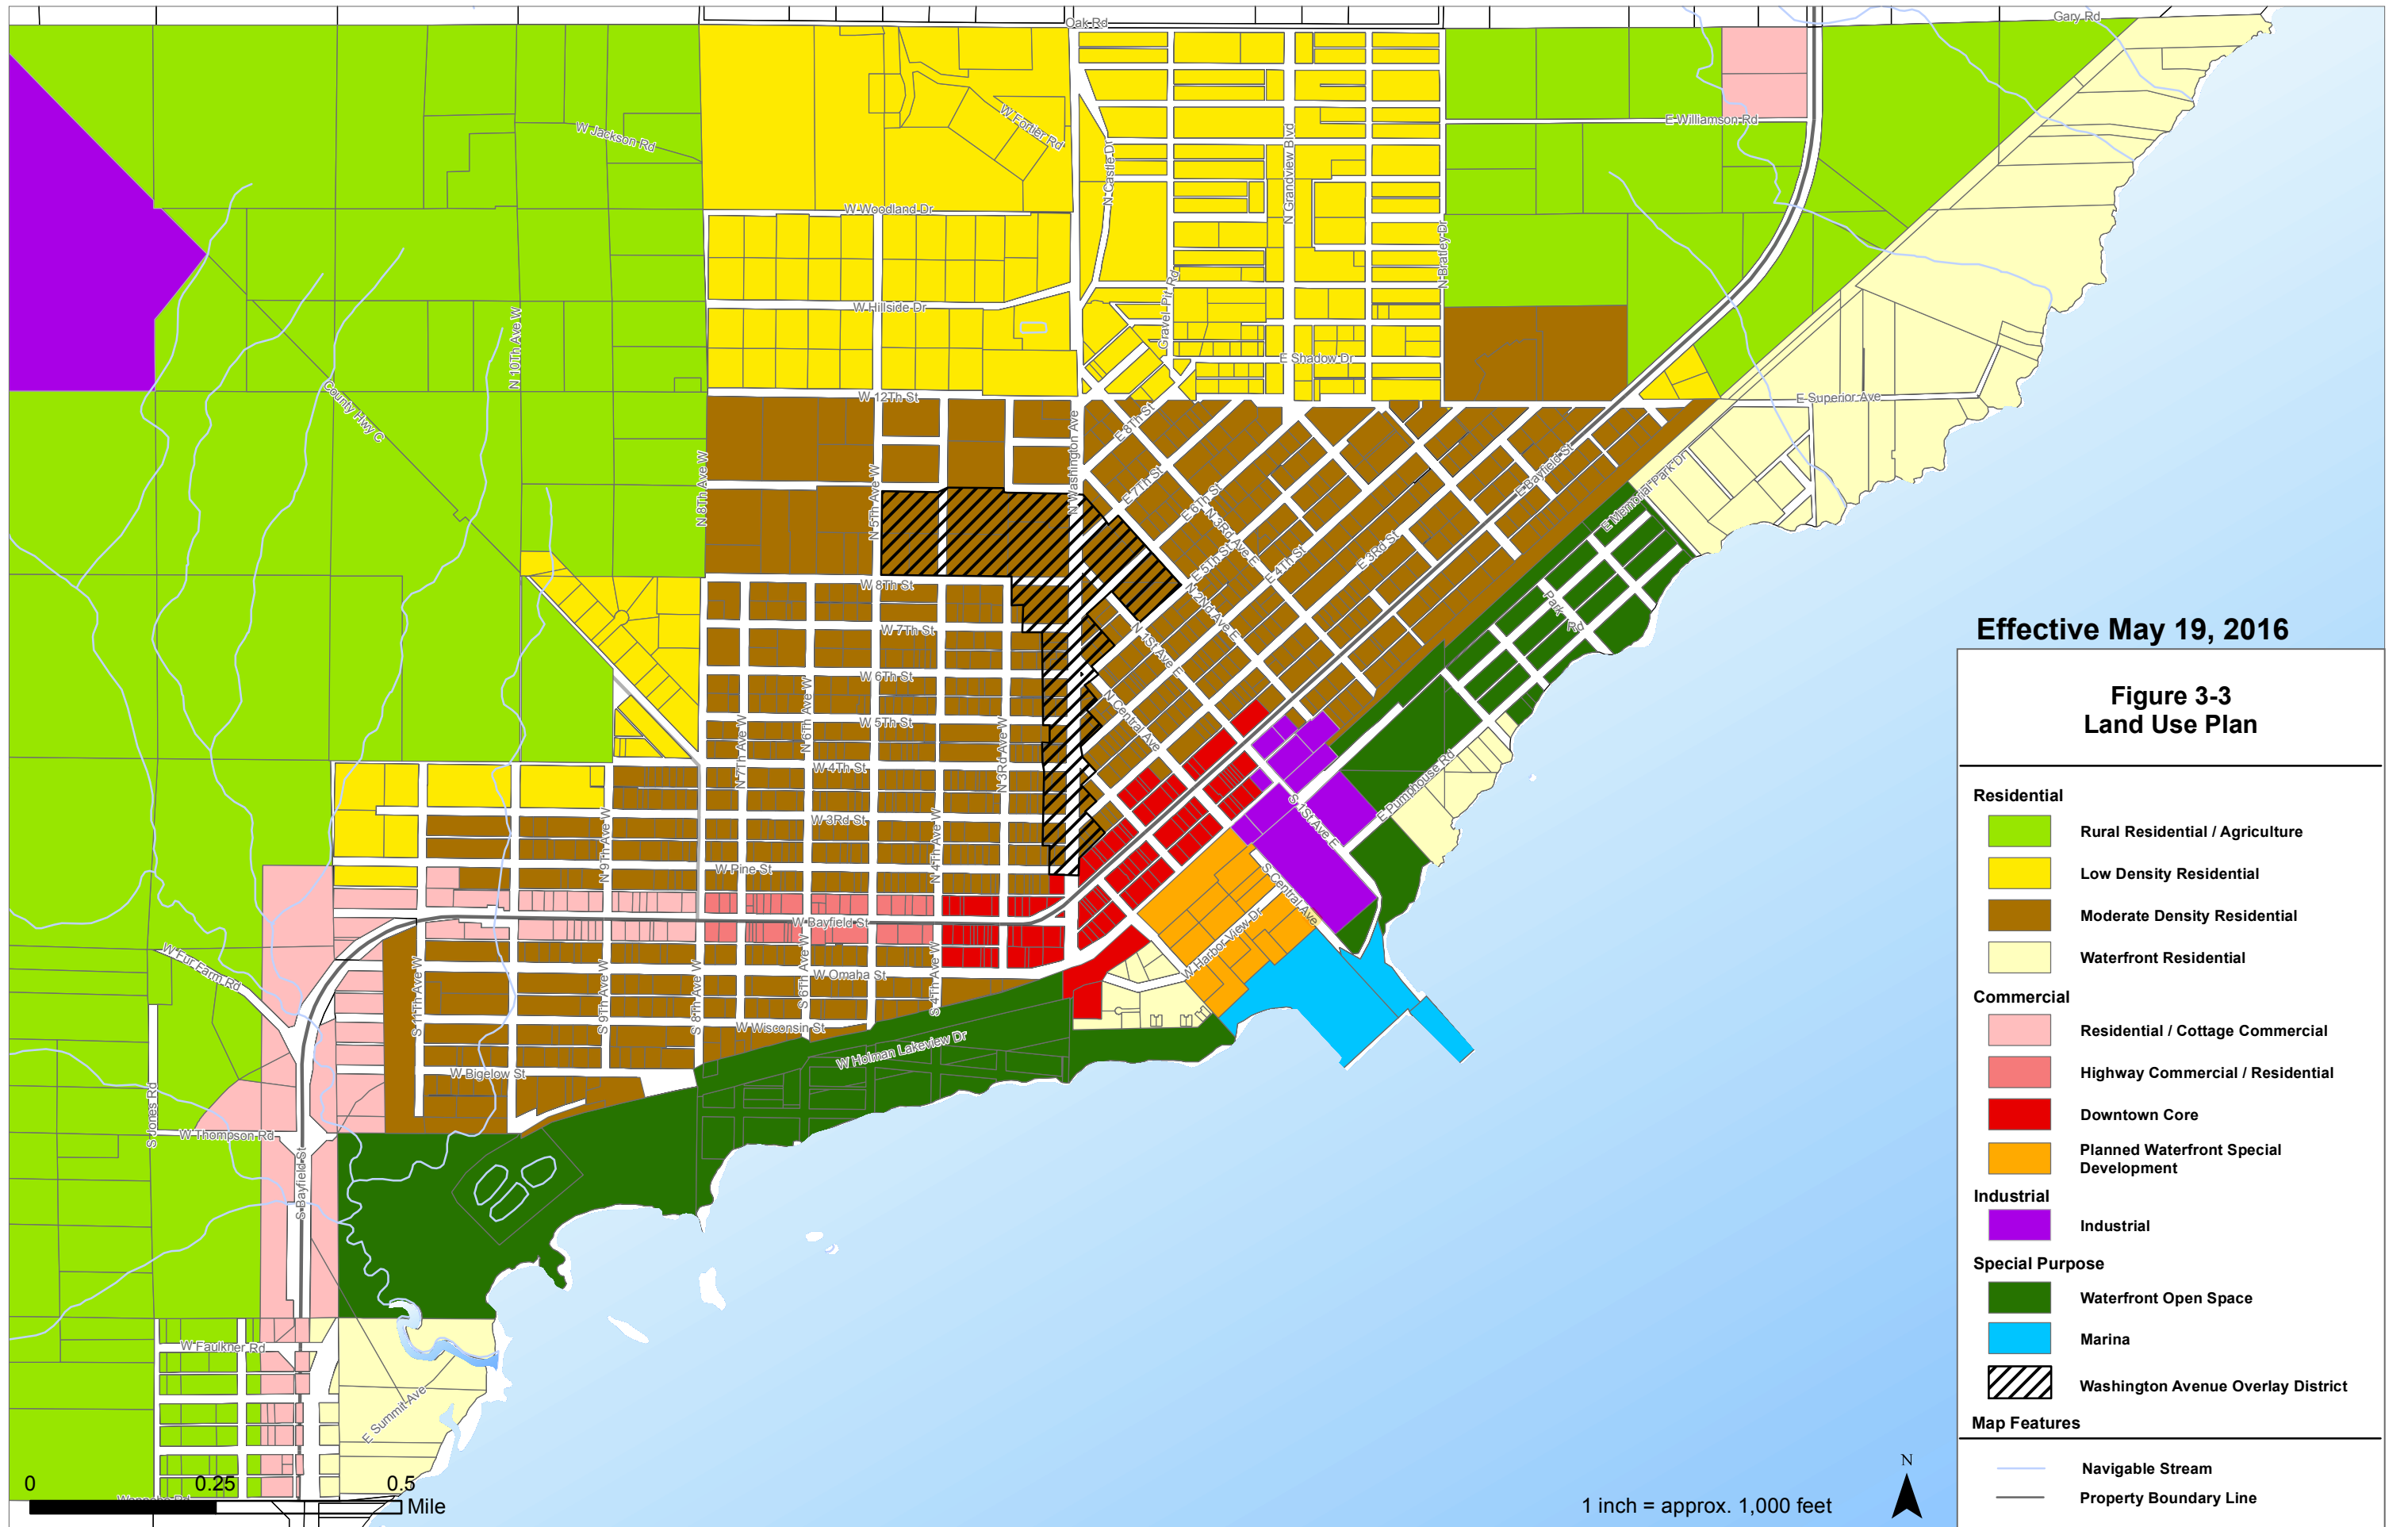 Oak Rd
Gary Rd
W Fortier Rd
E Williamson Rd
W Jackson Rd
N Castle Dr
N Grandview Blvd
W Woodland Dr
N Bratley Dr
W Hillside Dr
Gravel Pit Rd
N 10Th Ave W
E Shadow Dr
County Hwy C
W 12Th St
E Superior Ave
N Washington Ave
E 8Th St
N 8Th Ave W
N 5Th Ave W
E 7Th St
E 6Th St
N 3Rd Ave E
E Bayfield St
E Memorial Park Dr
E 5Th St
E 4Th St
E 3Rd St
W 8Th St
N 2Nd Ave E
Park Rd
W 7Th St
N 1St Ave E
W 6Th St
N Central Ave
W 5Th St
N 7Th Ave W
N 6Th Ave W
N 3Rd Ave W
W 4Th St
E Pumphouse Rd
S 1St Ave E
W 3Rd St
N 9Th Ave W
N 4Th Ave W
W Pine St
S Central Ave
W Bayfield St
W Harbor View Dr
W Fur Farm Rd
S 11Th Ave W
S 9Th Ave W
S 8Th Ave W
S 6Th Ave W
S 4Th Ave W
W Omaha St
W Wisconsin St
W Holman Lakeview Dr
W Bigelow St
S Jones Rd
W Thompson Rd
S Bayfield St
W Faulkner Rd
E Summit Ave
0 0.25 0.5
Mile
1 inch = approx. 1,000 feet
N
Effective May 19, 2016
Figure 3-3
Land Use Plan
Residential
Rural Residential / Agriculture
Low Density Residential
Moderate Density Residential
Waterfront Residential
Commercial
Residential / Cottage Commercial
Highway Commercial / Residential
Downtown Core
Planned Waterfront Special
Development
Industrial
Industrial
Special Purpose
Waterfront Open Space
Marina
Washington Avenue Overlay District
Map Features
Navigable Stream
Property Boundary Line